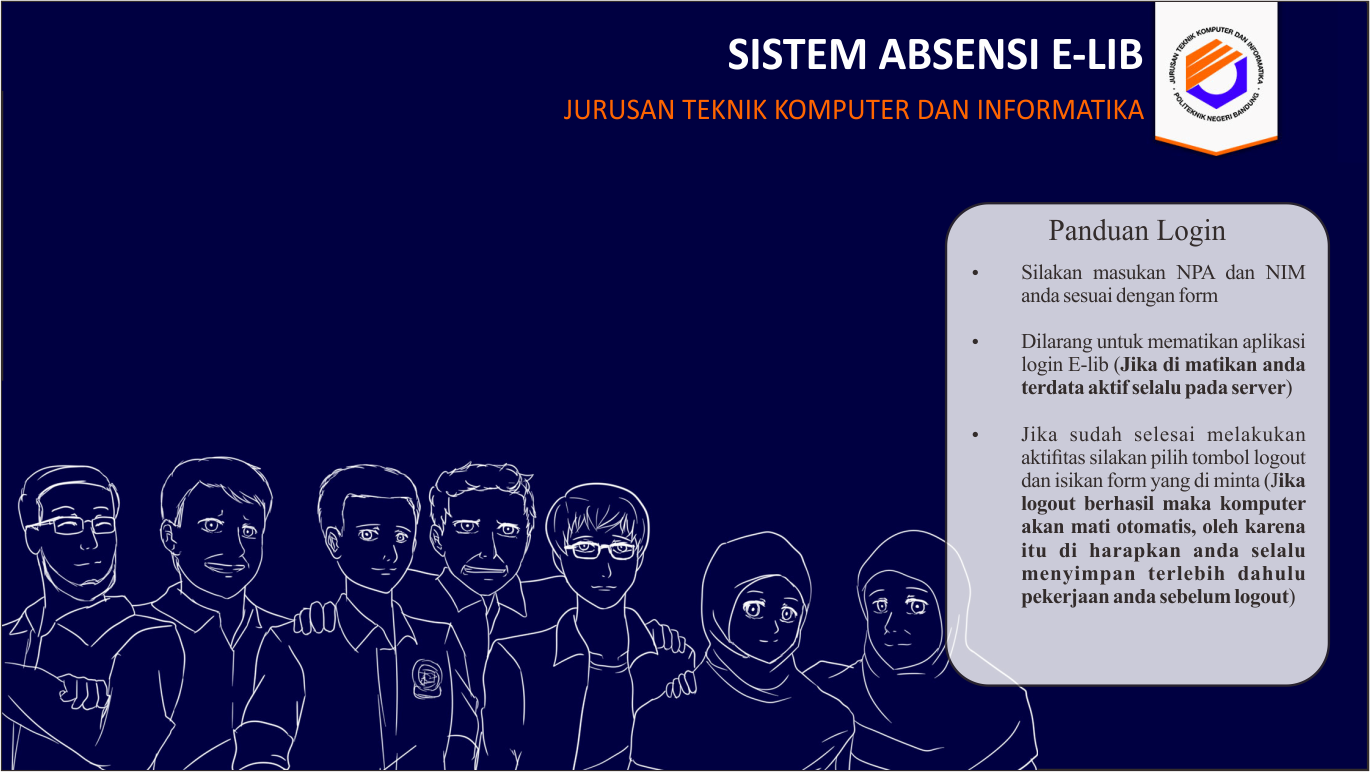 SISTEM ABSENSI E-LIB
JURUSAN TEKNIK KOMPUTER DAN INFORMATIKA
JURUSAN TEKNIK KOMPUTER DAN INFORMATIKA
• POLITEKNIK NEGERI BANDUNG •
Panduan Login
• Silakan masukan NPA dan NIM
anda sesuai dengan form
• Dilarang untuk mematikan aplikasi
login E-lib (Jika di matikan anda
terdata aktif selalu pada server)
• Jika sudah selesai melakukan
aktifitas silakan pilih tombol logout
dan isikan form yang di minta (Jika
logout berhasil maka komputer
akan mati otomatis, oleh karena
itu di harapkan anda selalu
menyimpan terlebih dahulu
pekerjaan anda sebelum logout)